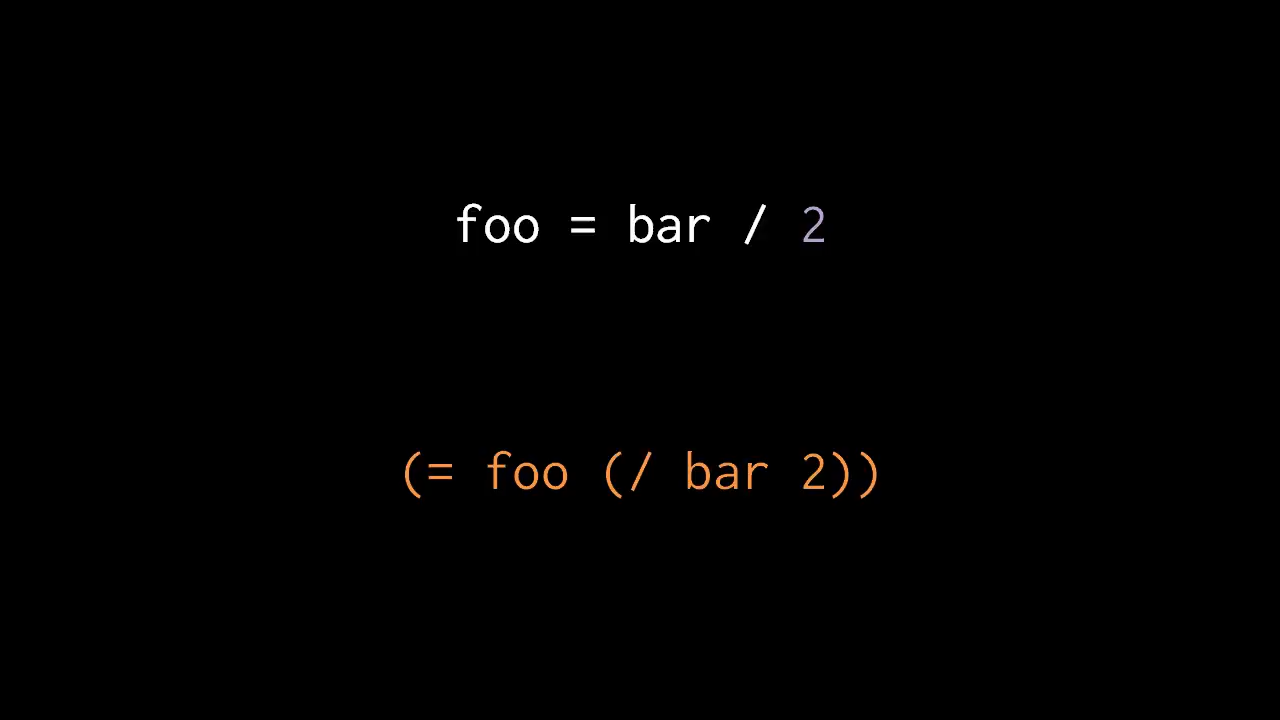 foo = bar / 2
(= foo (/ bar 2))